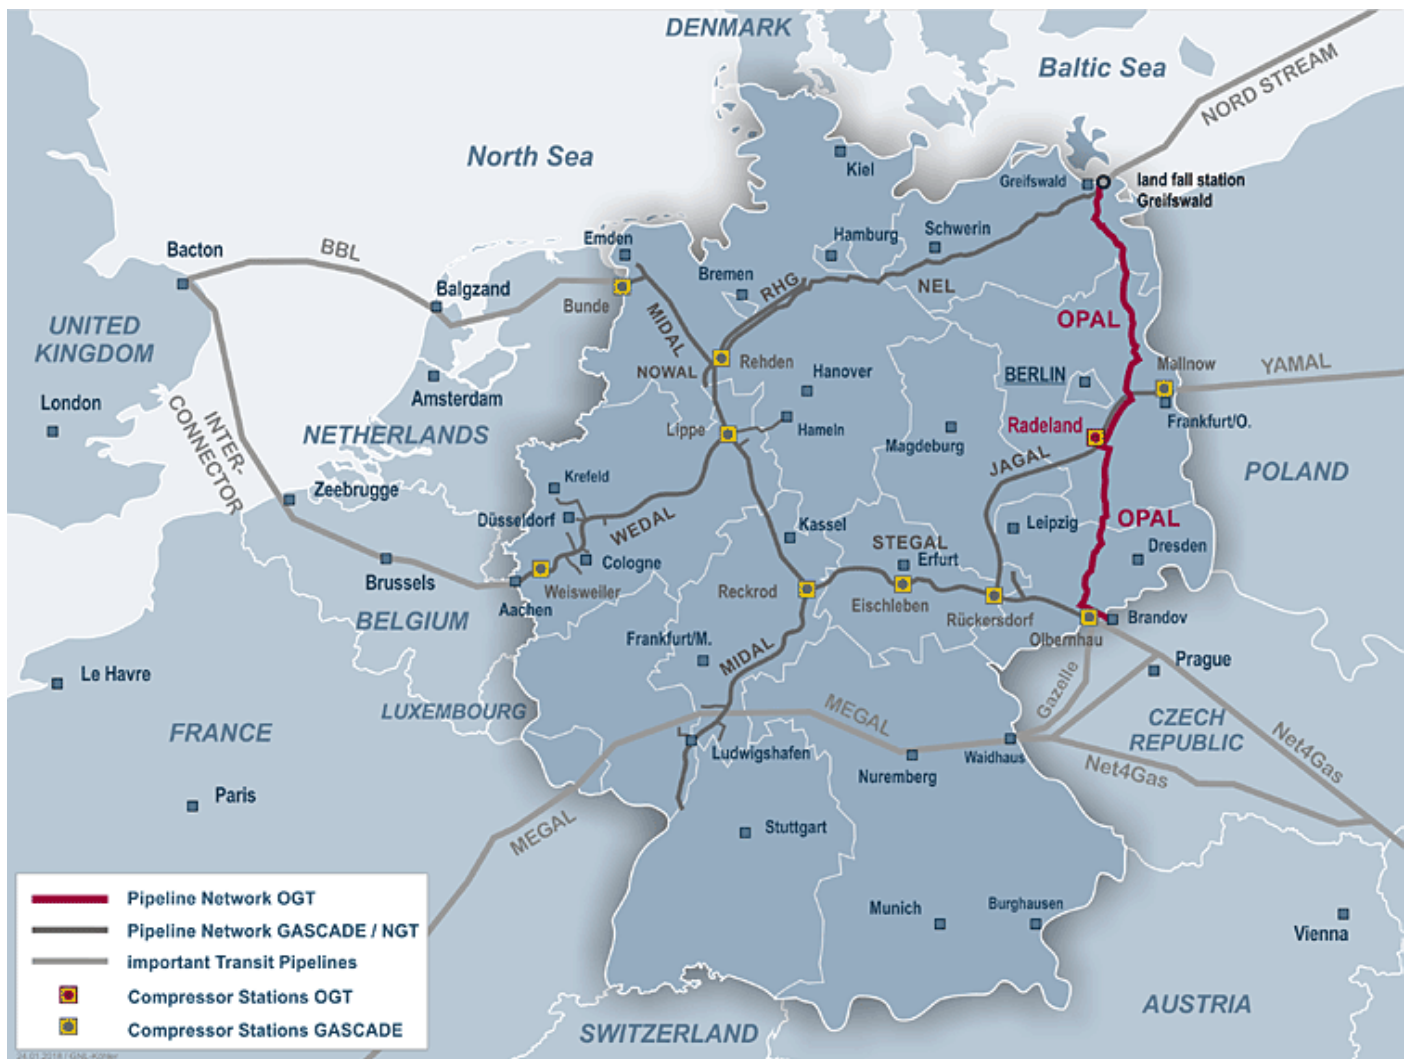 DENMARK
Baltic Sea
NORD STREAM
North Sea
Kiel
Greifswald
land fall station
Greifswald
Emden
Hamburg
Schwerin
Bacton
BBL
Bremen
RHG
NEL
Balgzand
Bunde
MIDAL
OPAL
UNITED
KINGDOM
Rehden
NOWAL
Hanover
BERLIN
Mallnow
YAMAL
London
Amsterdam
INTER-
CONNECTOR
NETHERLANDS
Lippe
Hameln
Magdeburg
Radeland
Frankfurt/O.
JAGAL
POLAND
Krefeld
Zeebrugge
Düsseldorf
WEDAL
Kassel
STEGAL
Leipzig
OPAL
Erfurt
Dresden
Brussels
Cologne
Weisweiler
Aachen
Reckrod
Eischleben
Rückersdorf
Brandov
Olbernhau
BELGIUM
Frankfurt/M.
MIDAL
Le Havre
Prague
Gazelle
LUXEMBOURG
MEGAL
FRANCE
CZECH
REPUBLIC
Ludwigshafen
Nuremberg
Waidhaus
Net4Gas
Net4Gas
Paris
MEGAL
Stuttgart
Munich
Burghausen
Vienna
AUSTRIA
SWITZERLAND
Pipeline Network OGT
Pipeline Network GASCADE / NGT
important Transit Pipelines
Compressor Stations OGT
Compressor Stations GASCADE